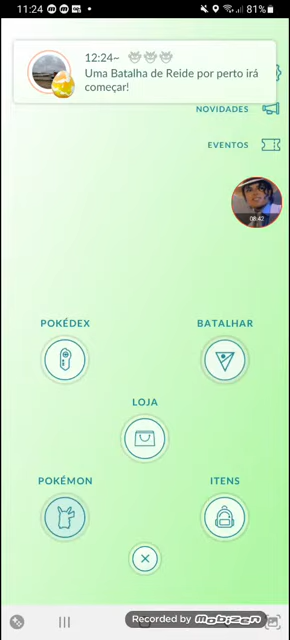 11:24
81%
12:24~
Uma Batalha de Reide por perto irá
começar!
NOVIDADES
EVENTOS
08:42
POKÉDEX
BATALHAR
LOJA
POKÉMON
ITENS
Recorded by mobizen